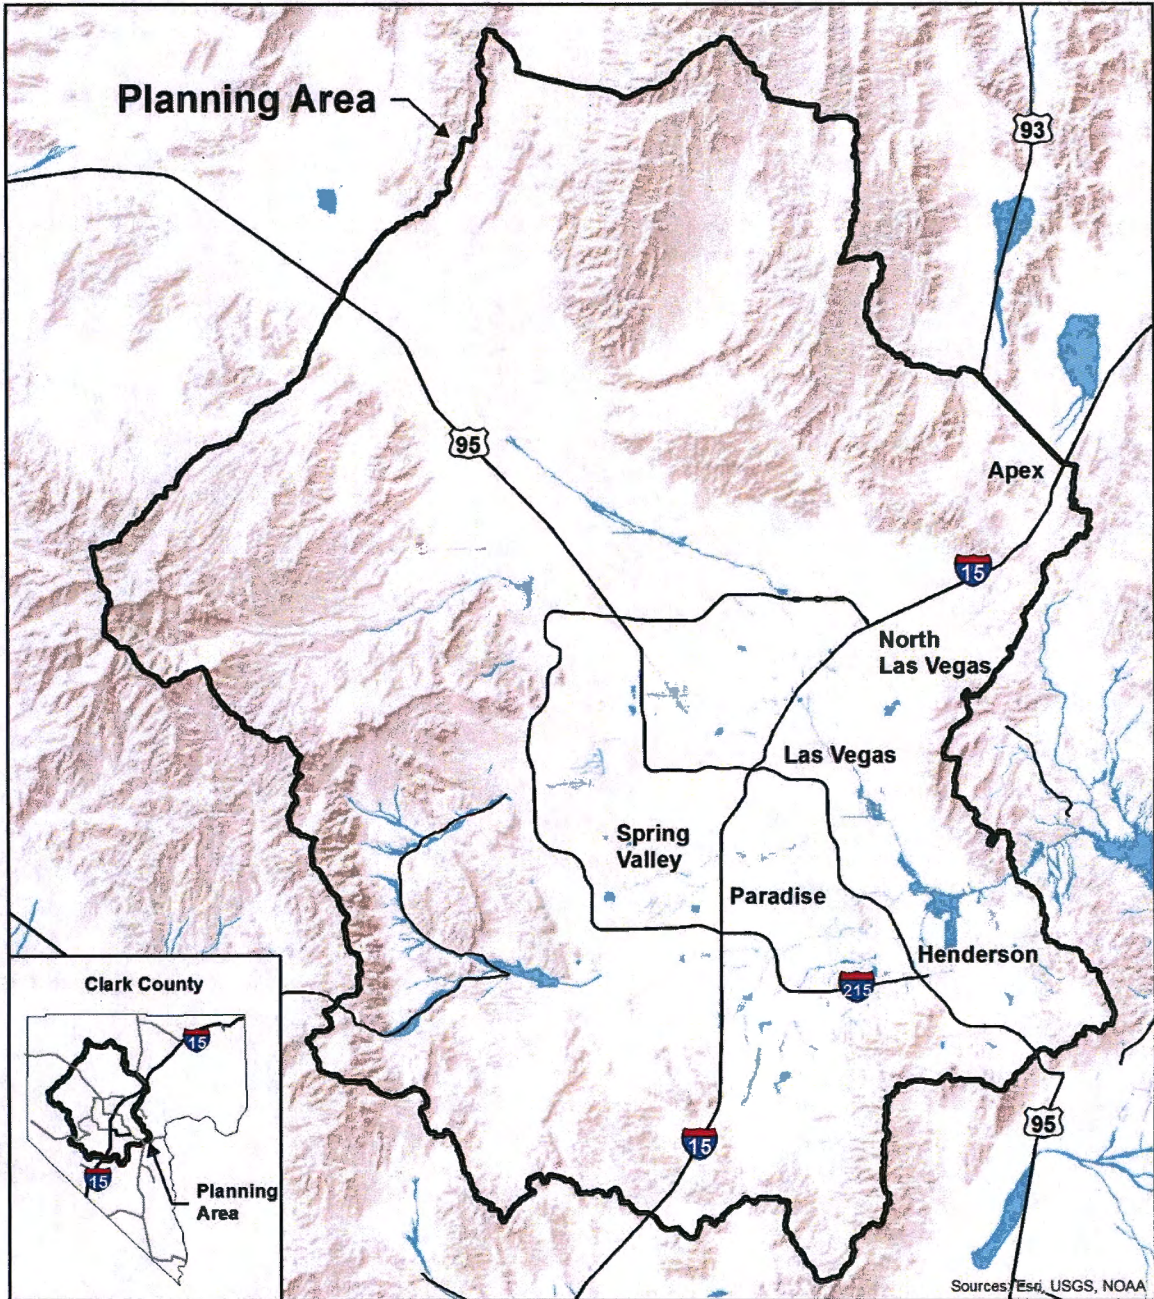 Planning Area
93
95
Apex
15
North
Las Vegas
Las Vegas
Spring
Valley
Paradise
Henderson
215
Clark County
15
15
Planning
Area
15
95
Sources: Esri, USGS, NOAA